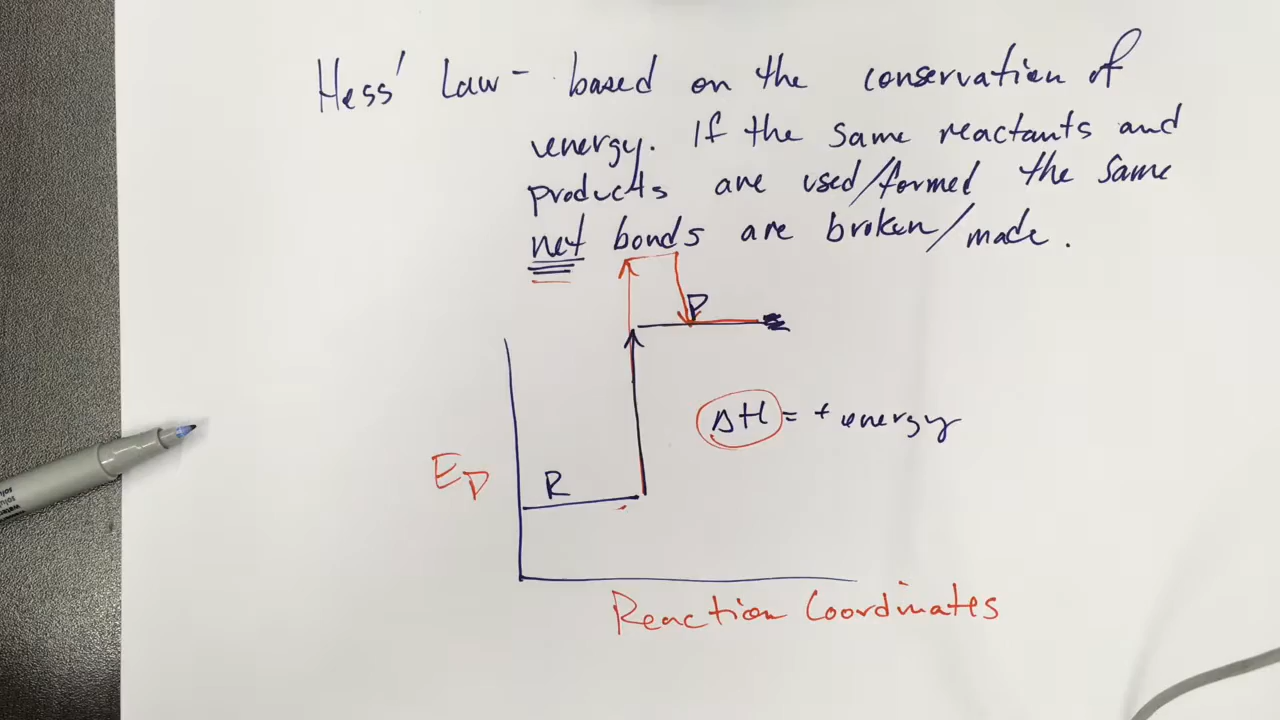 Hess' Law - based on the conservation of
energy. If the same reactants and
products are used/formed the same
net bonds are broken/made.
P
ΔH = + energy
Ep
R
Reaction Coordinates